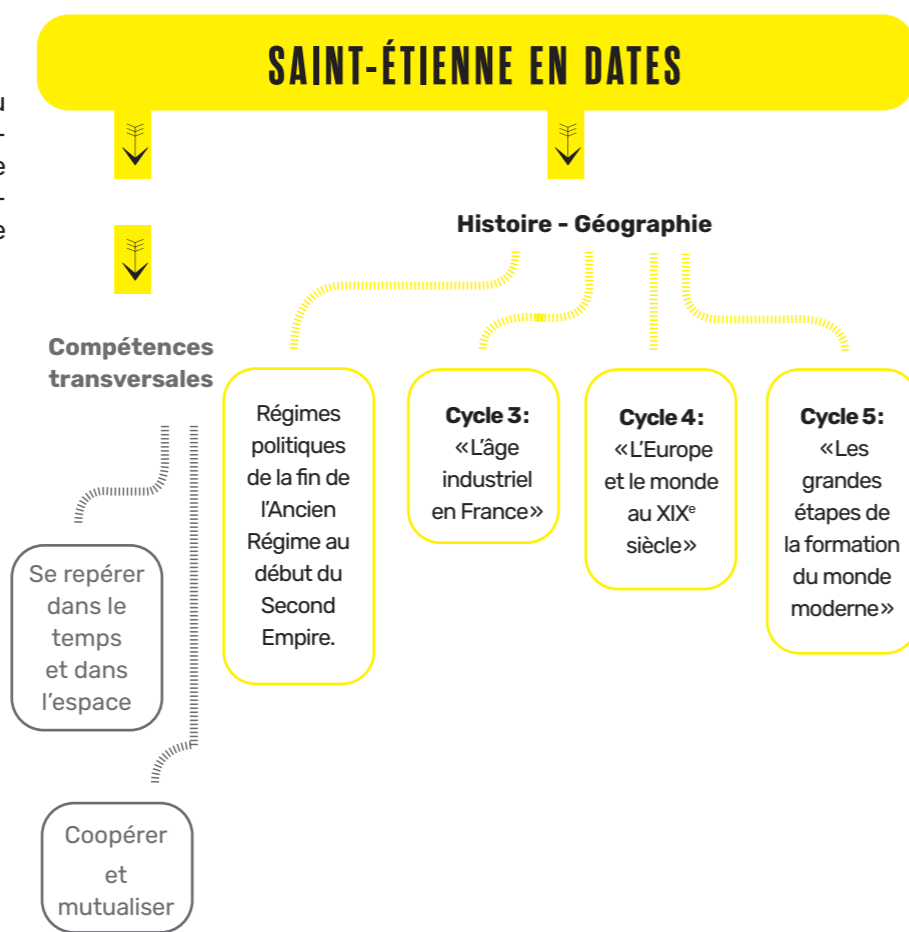 SAINT-ÉTIENNE EN DATES
Histoire - Géographie
Compétences
transversales
Régimes
politiques
de la fin de
l'Ancien
Régime au
début du
Second
Empire.
Cycle 3:
«L'âge
industriel
en France»
Cycle 4:
«L'Europe
et le monde
au XIXe
siècle»
Cycle 5:
«Les
grandes
étapes de
la formation
du monde
moderne»
Se repérer
dans le
temps
et dans
l'espace
Coopérer
et
mutualiser